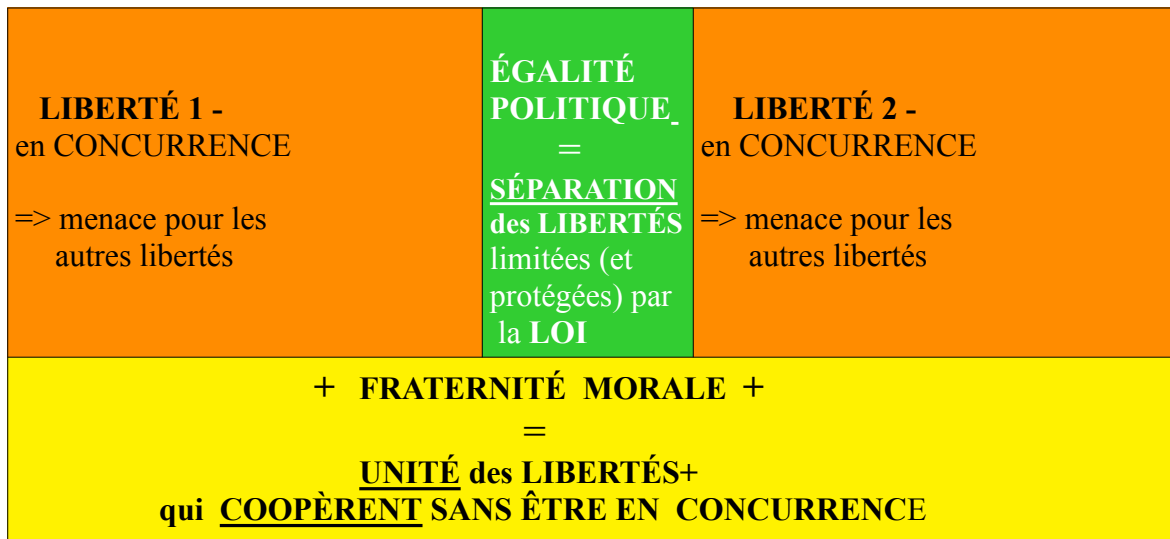 LIBERTÉ 1 -
en CONCURRENCE
=> menace pour les
autres libertés
ÉGALITÉ
POLITIQUE
=
SÉPARATION
des LIBERTÉS
limitées (et
protégées) par
la LOI
LIBERTÉ 2 -
en CONCURRENCE
=> menace pour les
autres libertés
+ FRATERNITÉ MORALE +
=
UNITÉ des LIBERTÉS+
qui COOPÈRENT SANS ÊTRE EN CONCURRENCE